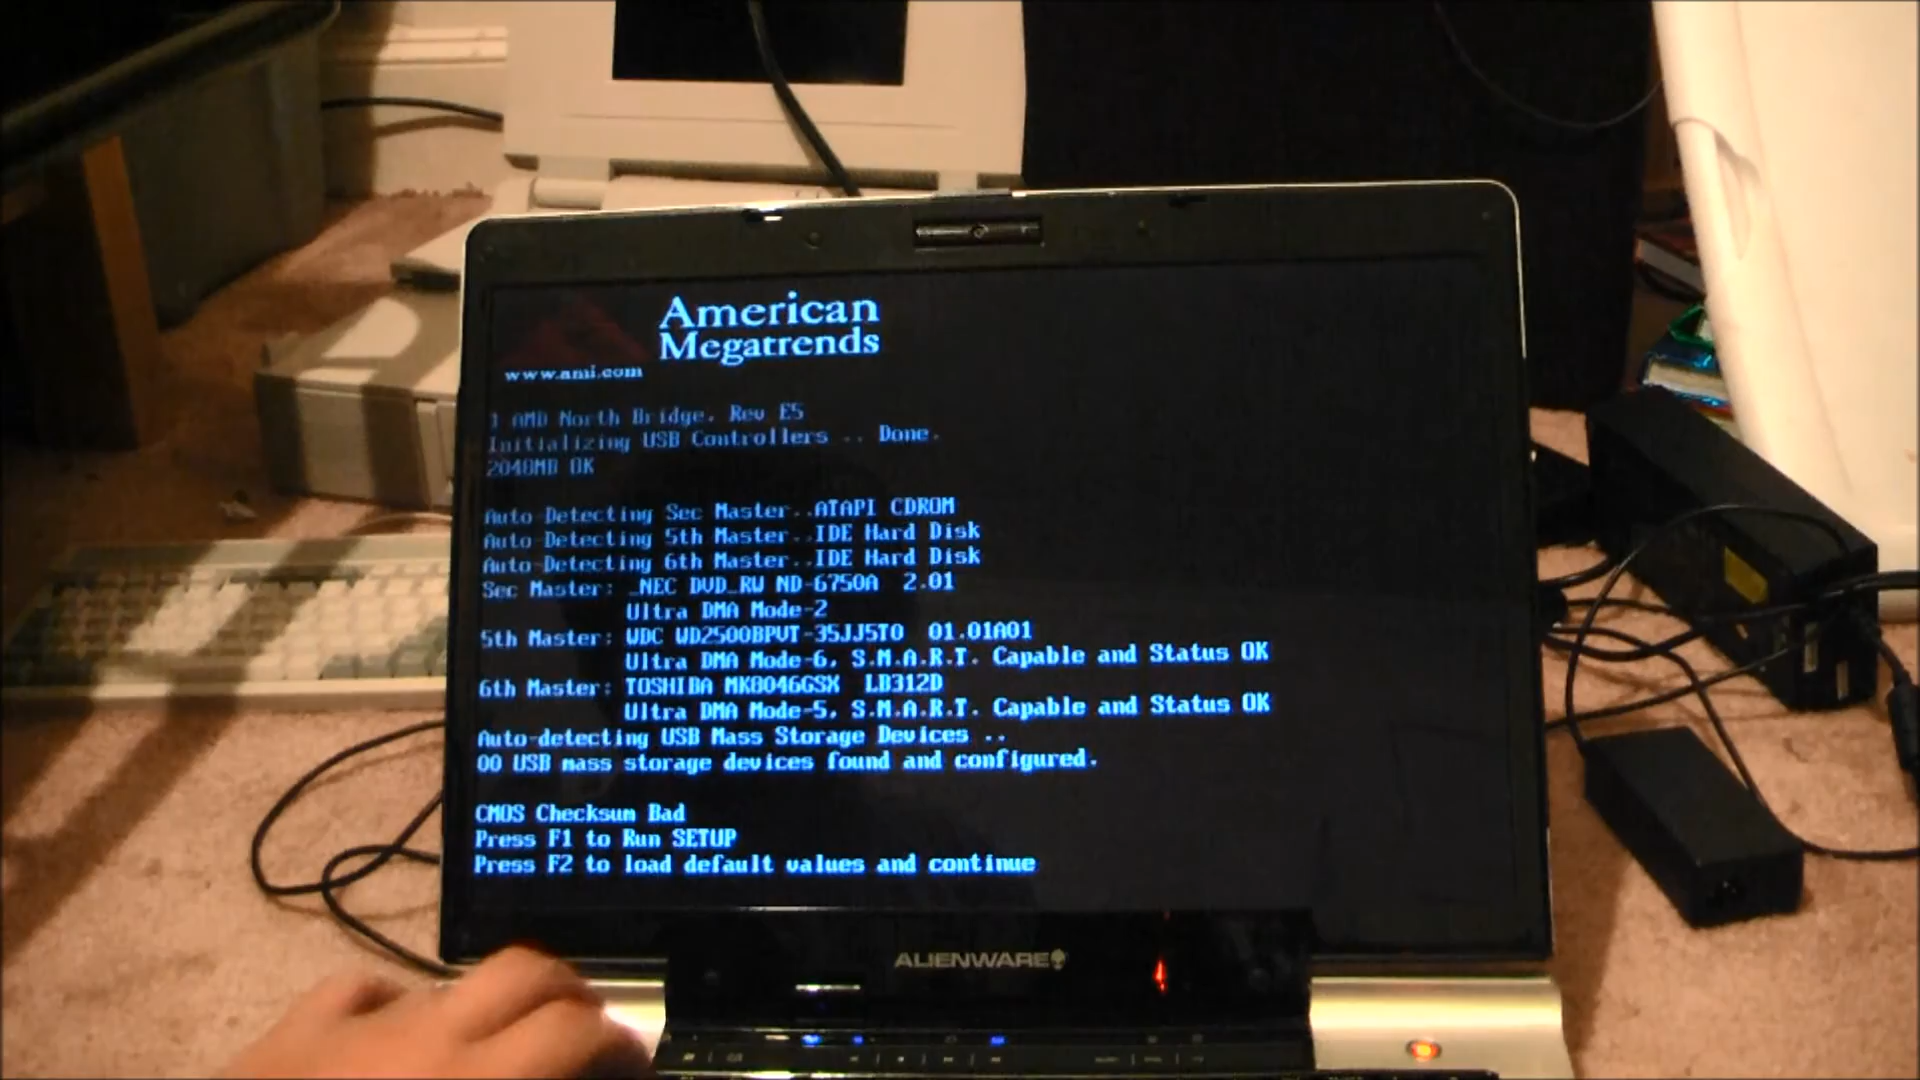 American
Megatrends
www.ami.com
1 AMD North Bridge, Rev E5
Initializing USB Controllers .. Done.
2048MB OK
Auto-Detecting Sec Master..ATAPI CDROM
Auto-Detecting 5th Master..IDE Hard Disk
Auto-Detecting 6th Master..IDE Hard Disk
Sec Master: _NEC DVD_RW ND-6750A  2.01
Ultra DMA Mode-2
5th Master: WDC WD2500BPVT-35JJ5T0  01.01A01
Ultra DMA Mode-6, S.M.A.R.T. Capable and Status OK
6th Master: TOSHIBA MK8046GSX  LB312D
Ultra DMA Mode-5, S.M.A.R.T. Capable and Status OK
Auto-detecting USB Mass Storage Devices ..
00 USB mass storage devices found and configured.
CMOS Checksum Bad
Press F1 to Run SETUP
Press F2 to load default values and continue
ALIENWARE